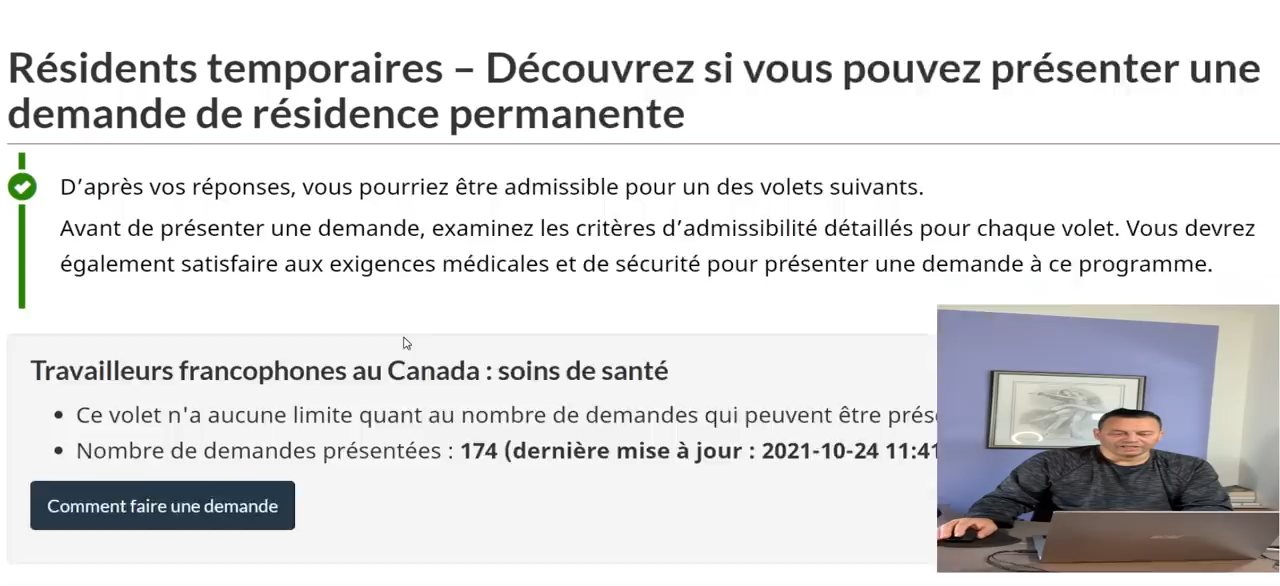 Résidents temporaires – Découvrez si vous pouvez présenter une
demande de résidence permanente
D’après vos réponses, vous pourriez être admissible pour un des volets suivants.
Avant de présenter une demande, examinez les critères d’admissibilité détaillés pour chaque volet. Vous devrez
également satisfaire aux exigences médicales et de sécurité pour présenter une demande à ce programme.
Travailleurs francophones au Canada : soins de santé
Ce volet n'a aucune limite quant au nombre de demandes qui peuvent être
Nombre de demandes présentées : 174 (dernière mise à jour : 2021-10-24 11:41
Comment faire une demande